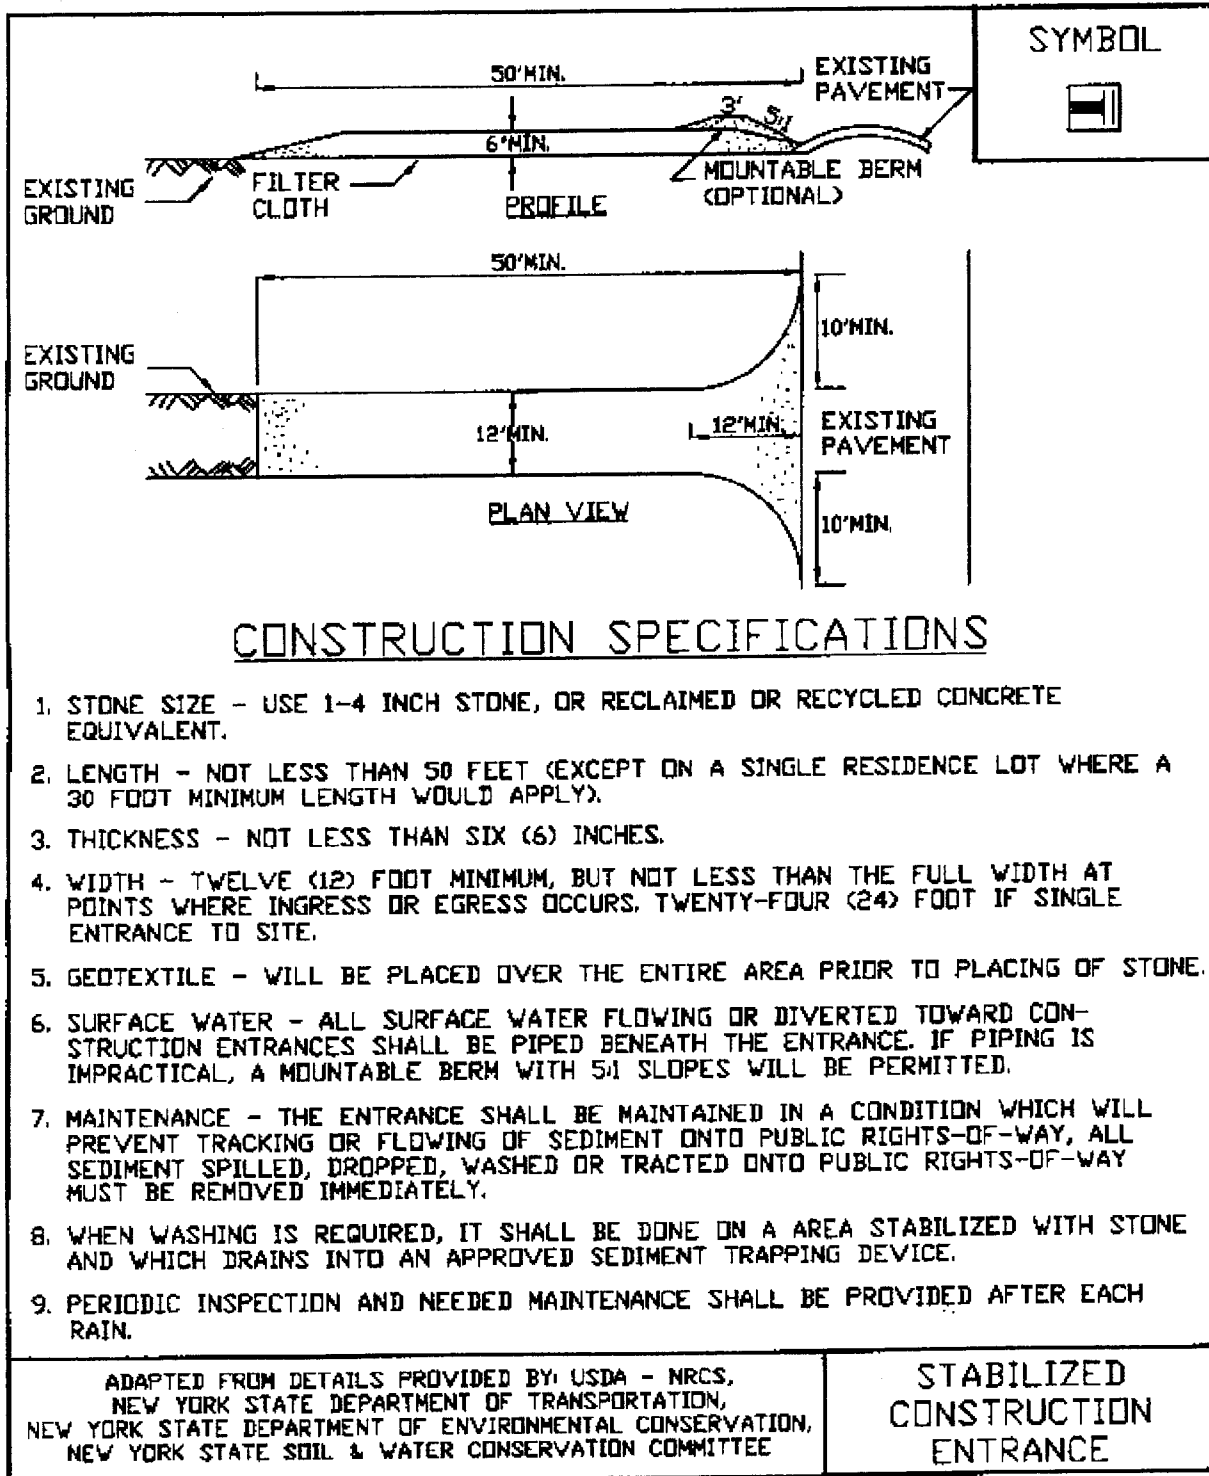 SYMBOL
50'MIN.
EXISTING
PAVEMENT
3'
5:1
6"MIN.
EXISTING
GROUND
FILTER
CLOTH
PROFILE
MOUNTABLE BERM
(OPTIONAL)
50'MIN.
10'MIN.
EXISTING
GROUND
12'MIN.
12'MIN.
EXISTING
PAVEMENT
PLAN VIEW
10'MIN.
CONSTRUCTION SPECIFICATIONS
1. STONE SIZE - USE 1-4 INCH STONE, OR RECLAIMED OR RECYCLED CONCRETE
EQUIVALENT.
2. LENGTH - NOT LESS THAN 50 FEET (EXCEPT ON A SINGLE RESIDENCE LOT WHERE A
30 FOOT MINIMUM LENGTH WOULD APPLY).
3. THICKNESS - NOT LESS THAN SIX (6) INCHES.
4. WIDTH - TWELVE (12) FOOT MINIMUM, BUT NOT LESS THAN THE FULL WIDTH AT
POINTS WHERE INGRESS OR EGRESS OCCURS. TWENTY-FOUR (24) FOOT IF SINGLE
ENTRANCE TO SITE.
5. GEOTEXTILE - WILL BE PLACED OVER THE ENTIRE AREA PRIOR TO PLACING OF STONE.
6. SURFACE WATER - ALL SURFACE WATER FLOWING OR DIVERTED TOWARD CON-
STRUCTION ENTRANCES SHALL BE PIPED BENEATH THE ENTRANCE. IF PIPING IS
IMPRACTICAL, A MOUNTABLE BERM WITH 5:1 SLOPES WILL BE PERMITTED.
7. MAINTENANCE - THE ENTRANCE SHALL BE MAINTAINED IN A CONDITION WHICH WILL
PREVENT TRACKING OR FLOWING OF SEDIMENT ONTO PUBLIC RIGHTS-OF-WAY, ALL
SEDIMENT SPILLED, DROPPED, WASHED OR TRACTED ONTO PUBLIC RIGHTS-OF-WAY
MUST BE REMOVED IMMEDIATELY.
8. WHEN WASHING IS REQUIRED, IT SHALL BE DONE ON A AREA STABILIZED WITH STONE
AND WHICH DRAINS INTO AN APPROVED SEDIMENT TRAPPING DEVICE.
9. PERIODIC INSPECTION AND NEEDED MAINTENANCE SHALL BE PROVIDED AFTER EACH
RAIN.
ADAPTED FROM DETAILS PROVIDED BY: USDA - NRCS,
NEW YORK STATE DEPARTMENT OF TRANSPORTATION,
NEW YORK STATE DEPARTMENT OF ENVIRONMENTAL CONSERVATION,
NEW YORK STATE SOIL & WATER CONSERVATION COMMITTEE
STABILIZED
CONSTRUCTION
ENTRANCE